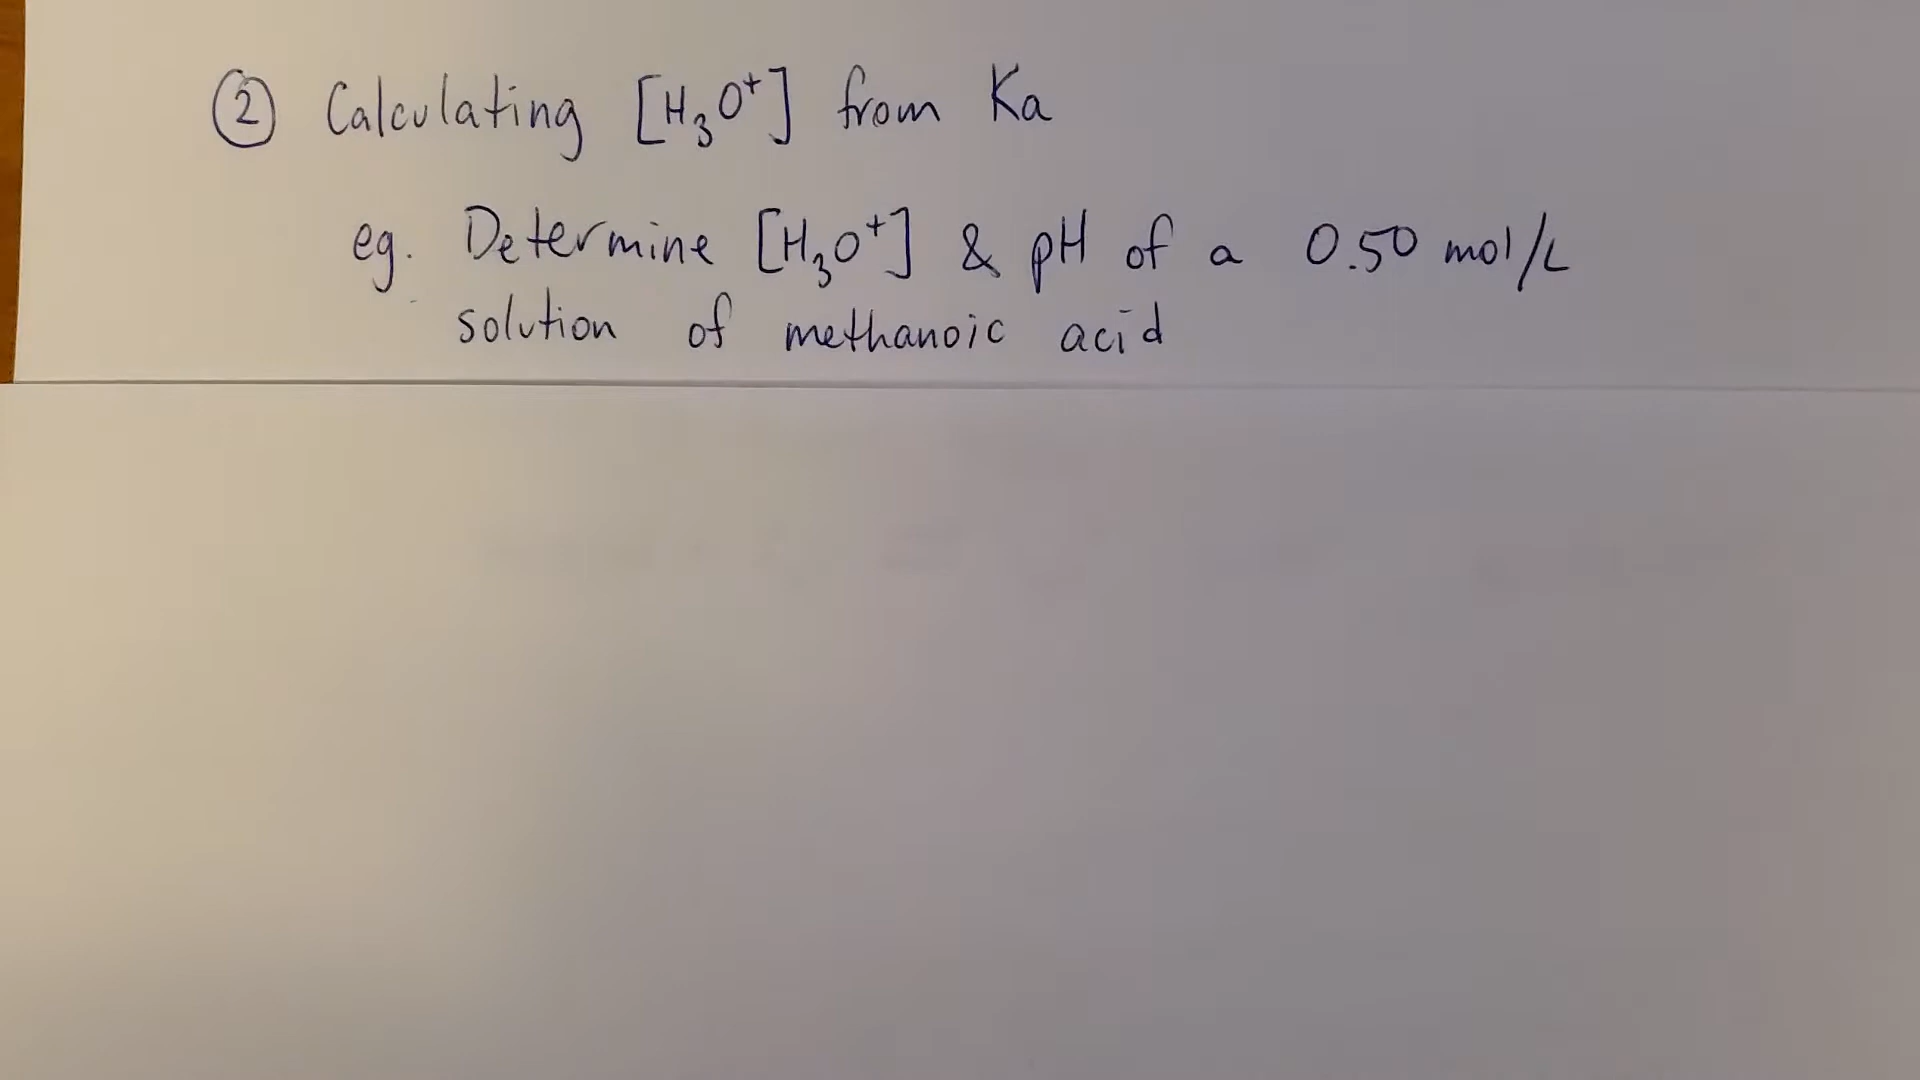 ② Calculating [H₃O⁺] from Ka
eg. Determine [H₃O⁺] & pH of a 0.50 mol/L
solution of methanoic acid